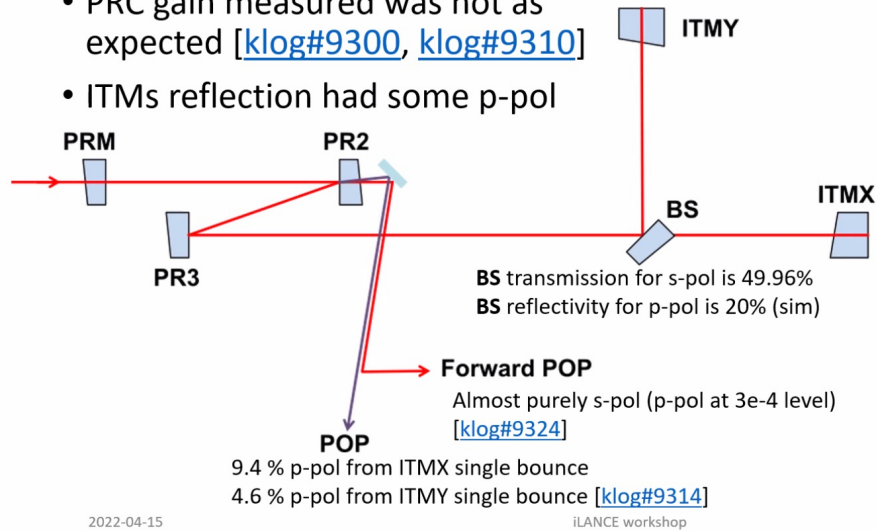 • PRC gain measured was not as
expected [klog#9300, klog#9310]
• ITMs reflection had some p-pol
ITMY
PRM
PR2
ITMX
BS
PR3
BS transmission for s-pol is 49.96%
BS reflectivity for p-pol is 20% (sim)
Forward POP
Almost purely s-pol (p-pol at 3e-4 level)
[klog#9324]
POP
9.4 % p-pol from ITMX single bounce
4.6 % p-pol from ITMY single bounce [klog#9314]
2022-04-15
iLANCE workshop